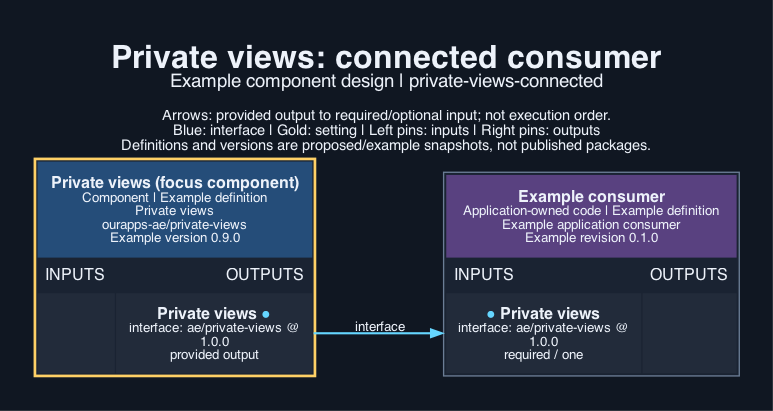 Private views: connected consumer
Example component design | private-views-connected
Arrows: provided output to required/optional input; not execution order.
Blue: interface | Gold: setting | Left pins: inputs | Right pins: outputs
Definitions and versions are proposed/example snapshots, not published packages.
Private views (focus component)
Component | Example definition
Private views
ourapps-ae/private-views
Example version 0.9.0
INPUTS
OUTPUTS
Private views
interface: ae/private-views @
1.0.0
provided output
interface
Example consumer
Application-owned code | Example definition
Example application consumer
Example revision 0.1.0
INPUTS
OUTPUTS
Private views
interface: ae/private-views @
1.0.0
required / one